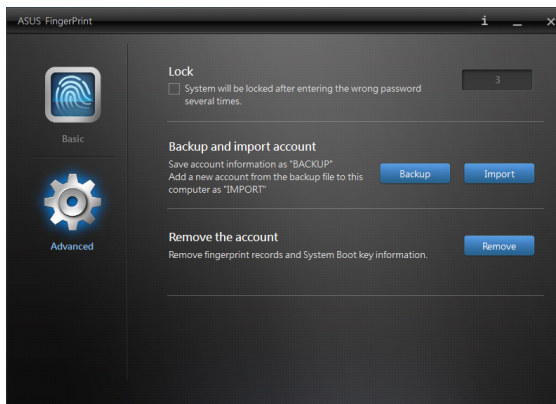 ASUS FingerPrint
Basic
Advanced
Lock
System will be locked after entering the wrong password
several times.
3
Backup and import account
Save account information as "BACKUP"
Add a new account from the backup file to this
computer as "IMPORT"
Backup
Import
Remove the account
Remove fingerprint records and System Boot key information.
Remove